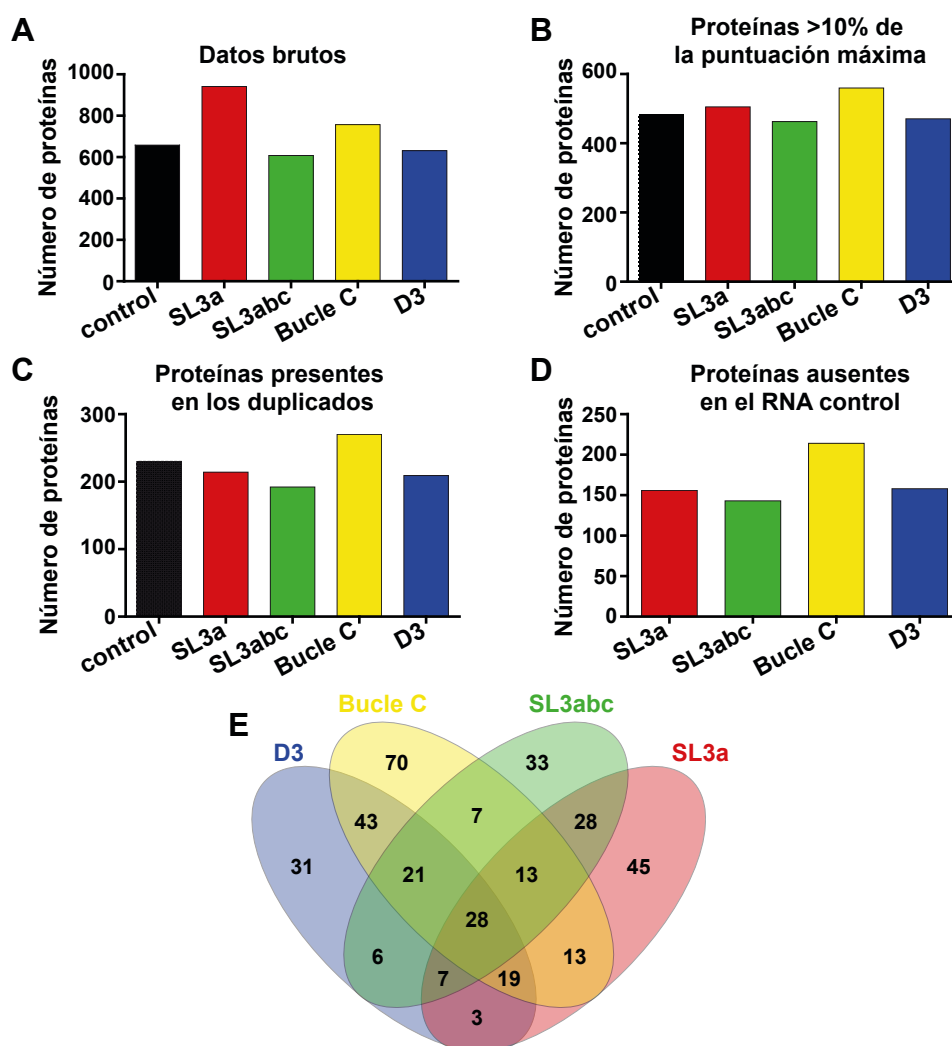 A
Datos brutos
Número de proteínas
1000
800
600
400
200
0
control
SL3a
SL3abc
Bucle C
D3
B
Proteínas >10% de
la puntuación máxima
Número de proteínas
600
400
200
0
control
SL3a
SL3abc
Bucle C
D3
C
Proteínas presentes
en los duplicados
Número de proteínas
300
200
100
0
control
SL3a
SL3abc
Bucle C
D3
D
Proteínas ausentes
en el RNA control
Número de proteínas
250
200
150
100
50
0
SL3a
SL3abc
Bucle C
D3
E
Bucle C
SL3abc
D3
SL3a
70
33
43
7
28
31
21
13
45
28
6
7
19
13
3